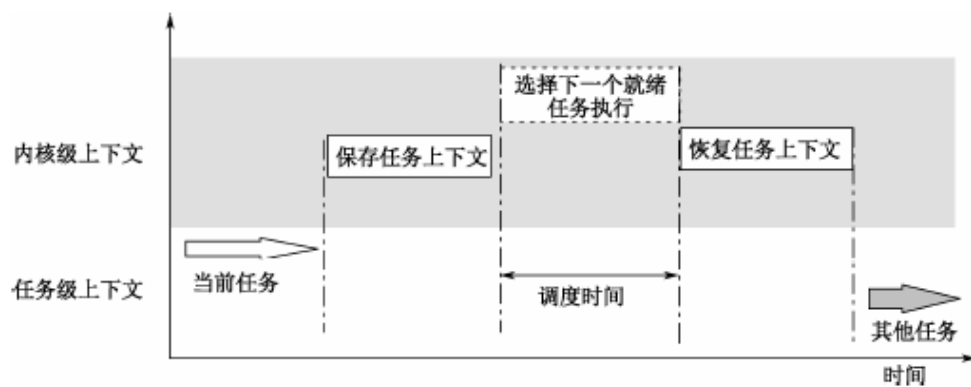 选择下一个就绪
任务执行
内核级上下文
保存任务上下文
恢复任务上下文
任务级上下文
当前任务
调度时间
其他任务
时间